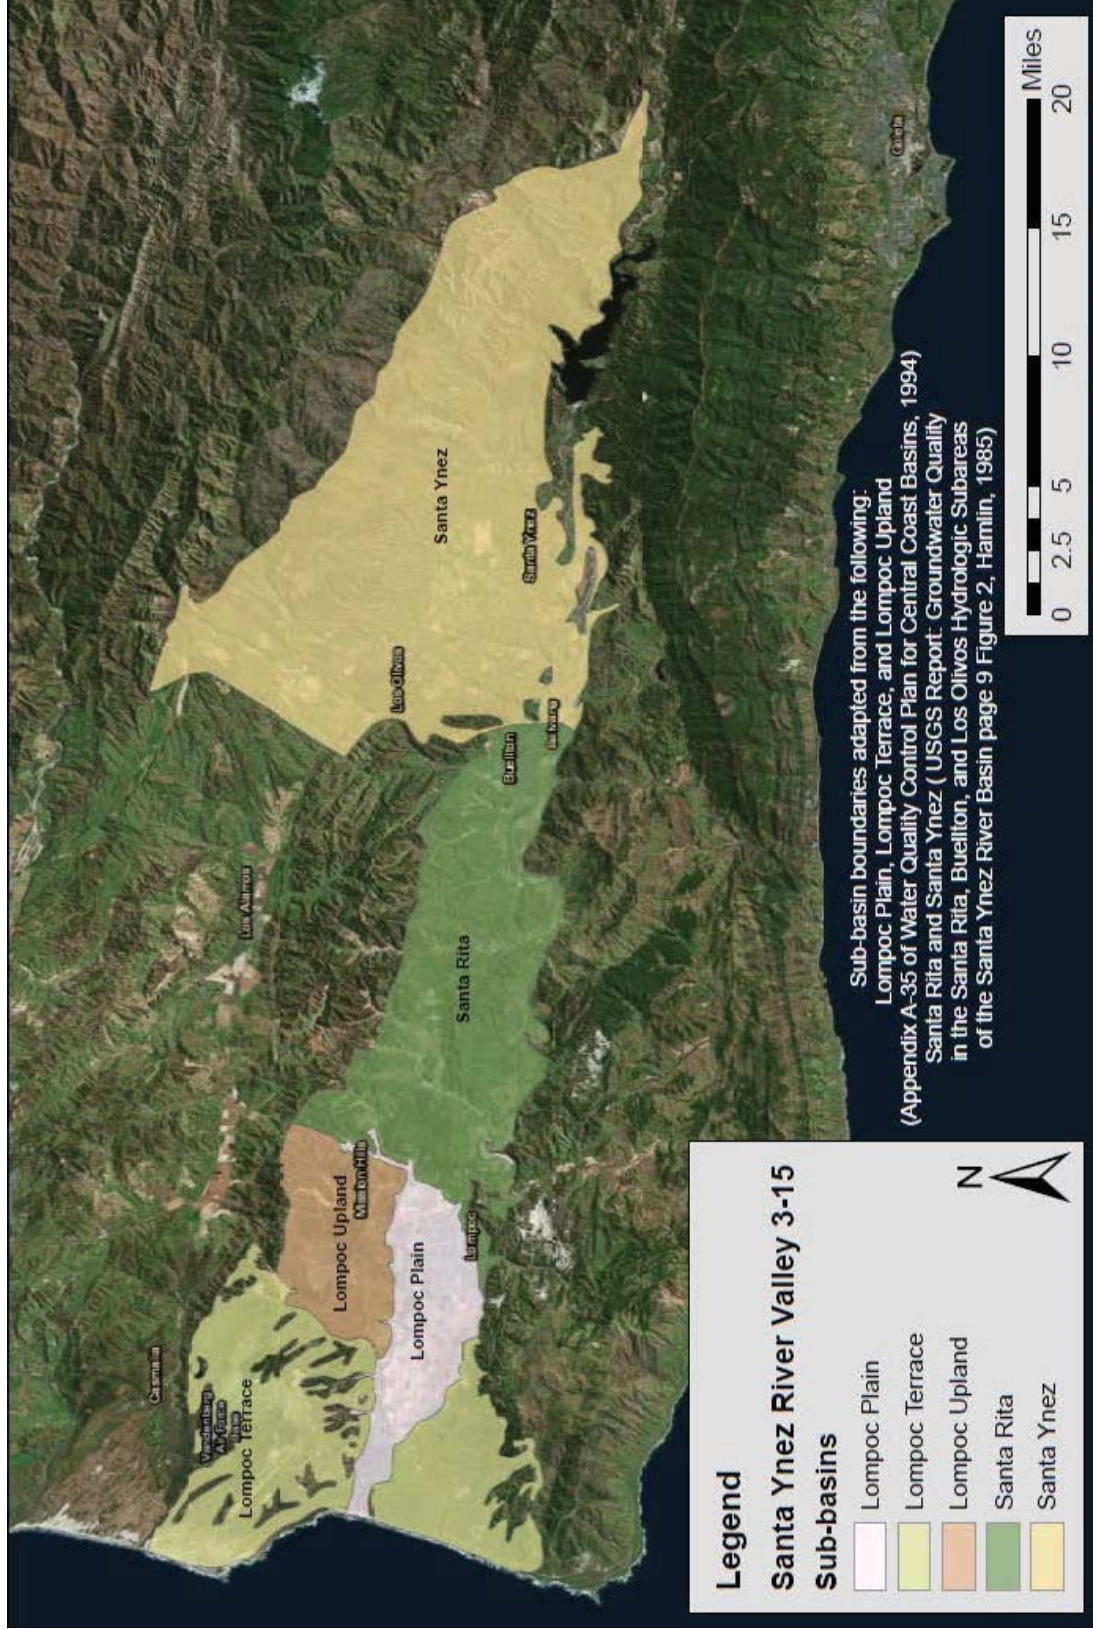 Casmalia
Vandenburg
Air Force
Base
Lompoc Terrace
Los Alamos
Lompoc Upland
Mission Hills
Lompoc Plain
Lompoc
Santa Rita
Los Olivos
Buellton
Santa Ynez
Santa Ynez
Goleta
Sub-basin boundaries adapted from the following:
Lompoc Plain, Lompoc Terrace, and Lompoc Upland
(Appendix A-35 of Water Quality Control Plan for Central Coast Basins, 1994)
Santa Rita and Santa Ynez ( USGS Report: Groundwater Quality
in the Santa Rita, Buellton, and Los Olivos Hydrologic Subareas
of the Santa Ynez River Basin page 9 Figure 2, Hamlin, 1985)
Legend
Santa Ynez River Valley 3-15
Sub-basins
Lompoc Plain
Lompoc Terrace
Lompoc Upland
Santa Rita
Santa Ynez
N
0 2.5 5 10 15 20 Miles